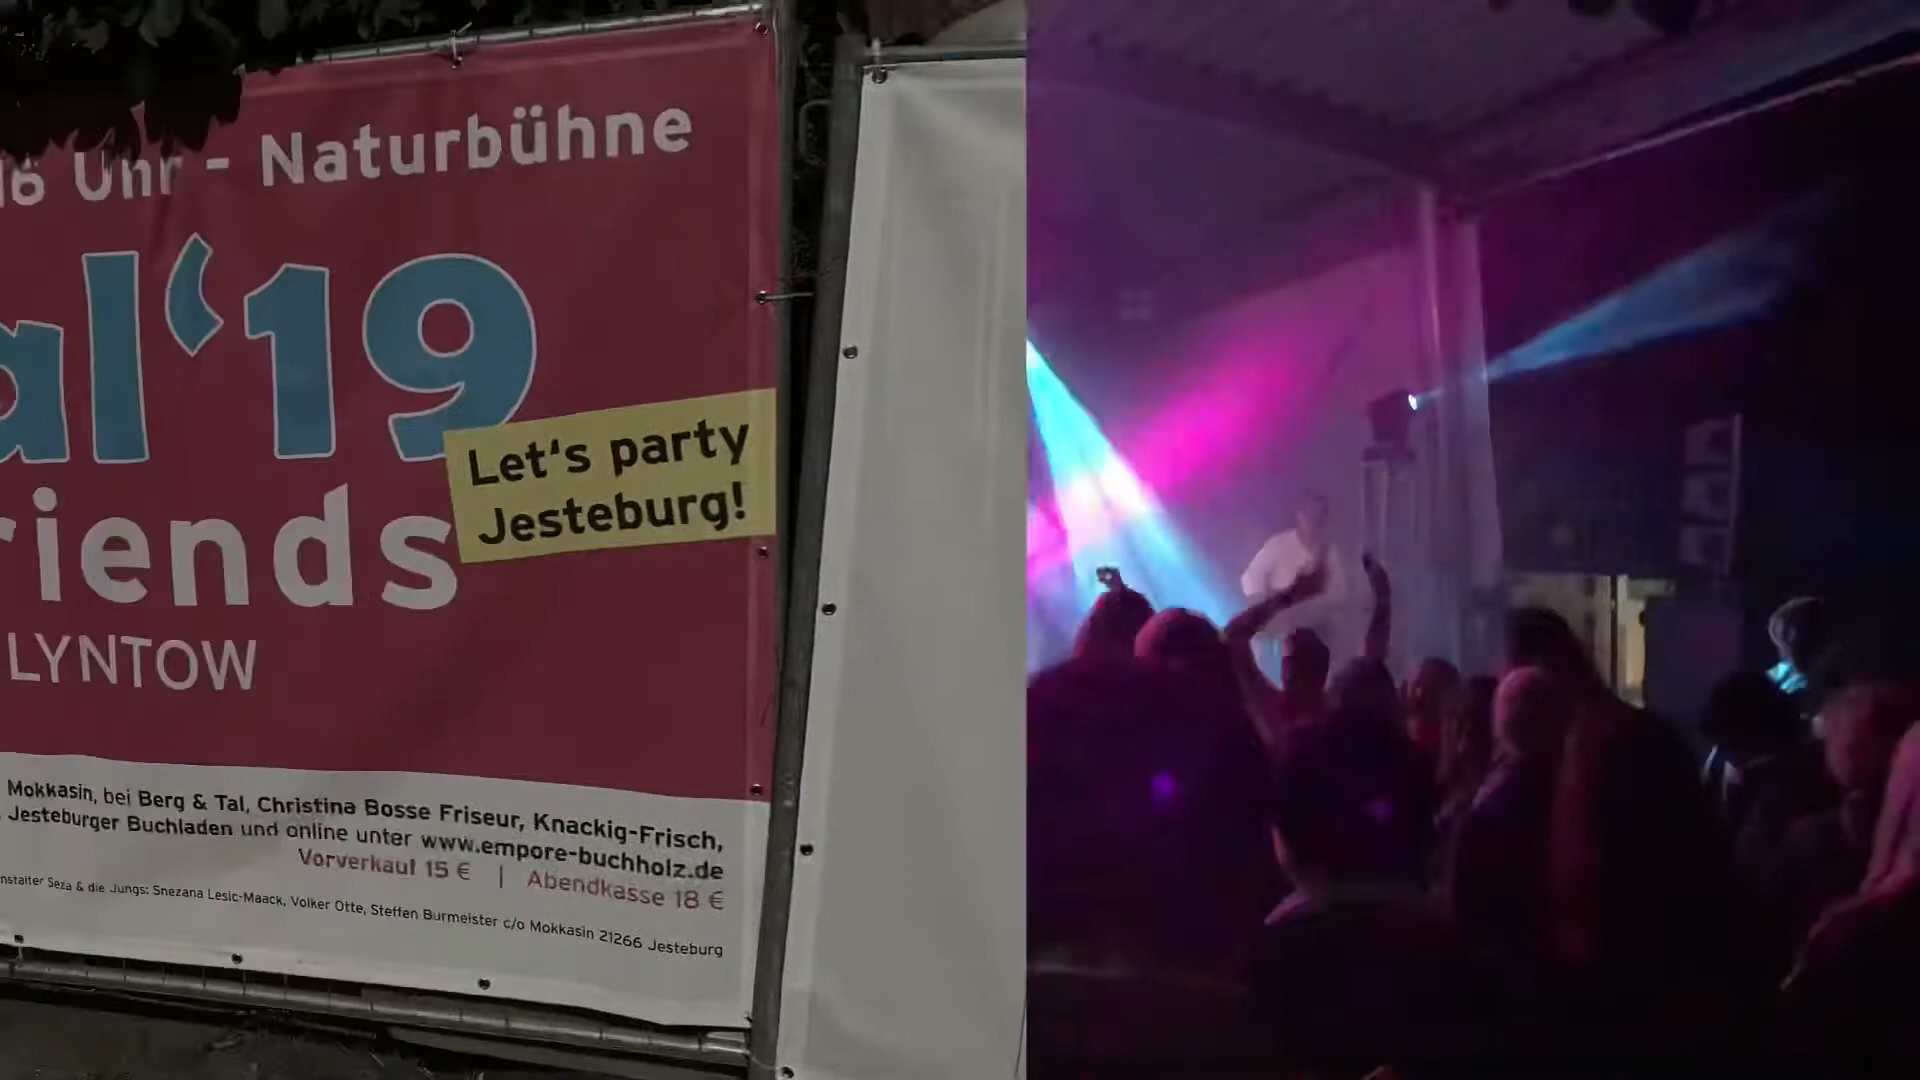 16 Uhr - Naturbühne
al'19
riends
Let's party
Jesteburg!
LYNTOW
Mokkasin, bei Berg & Tal, Christina Bosse Friseur, Knackig-Frisch,
Jesteburger Buchladen und online unter www.empore-buchholz.de
Vorverkauf 15 € | Abendkasse 18 €
nstalter Seza & die Jungs: Snezana Lesic-Maack, Volker Otte, Steffen Burmeister c/o Mokkasin 21266 Jesteburg